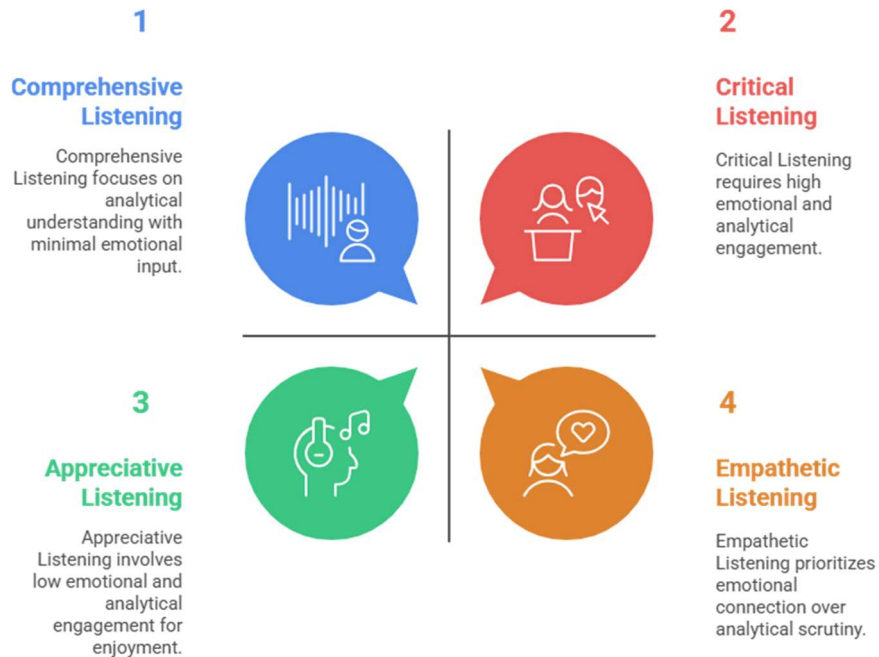 1
Comprehensive
Listening
Comprehensive
Listening focuses on
analytical
understanding with
minimal emotional
input.
2
Critical
Listening
Critical Listening
requires high
emotional and
analytical
engagement.
3
Appreciative
Listening
Appreciative
Listening involves
low emotional and
analytical
engagement for
enjoyment.
4
Empathetic
Listening
Empathetic
Listening prioritizes
emotional
connection over
analytical scrutiny.